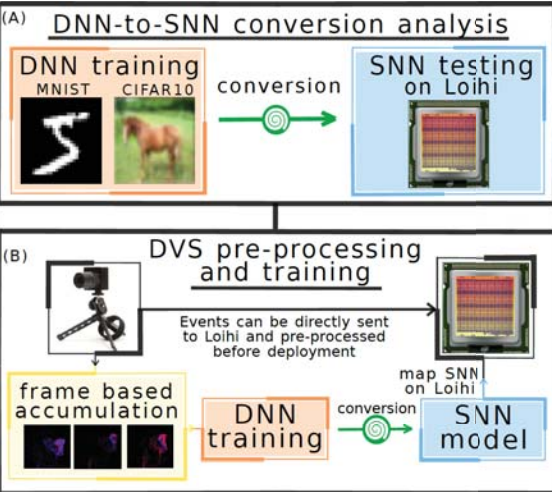 (A)
DNN-to-SNN conversion analysis
DNN training
MNIST CIFAR10
conversion
SNN testing
on Loihi
(B)
DVS pre-processing
and training
Events can be directly sent
to Loihi and pre-processed
before deployment
frame based
accumulation
DNN
training
conversion
map SNN
on Loihi
SNN
model